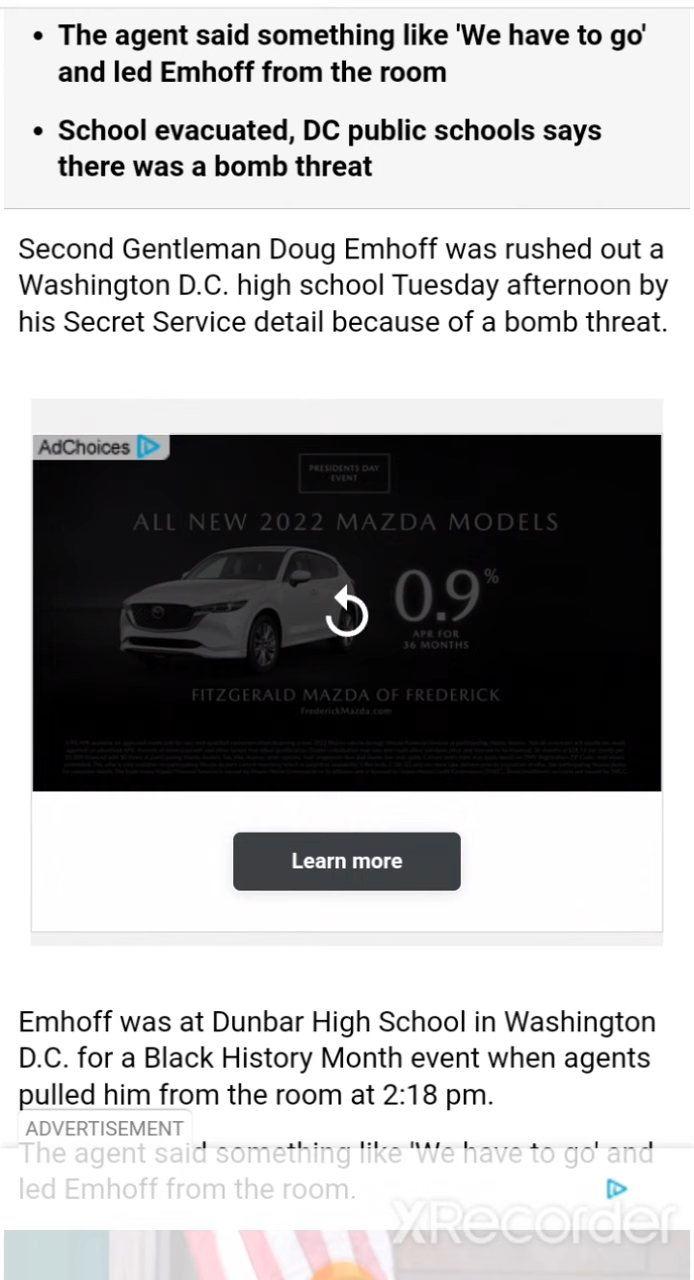 The agent said something like 'We have to go'
and led Emhoff from the room
School evacuated, DC public schools says
there was a bomb threat
Second Gentleman Doug Emhoff was rushed out a
Washington D.C. high school Tuesday afternoon by
his Secret Service detail because of a bomb threat.
AdChoices
PRESIDENTS DAY
EVENT
ALL NEW 2022 MAZDA MODELS
0.9%
APR FOR
36 MONTHS
FITZGERALD MAZDA OF FREDERICK
FrederickMazda.com
Learn more
Emhoff was at Dunbar High School in Washington
D.C. for a Black History Month event when agents
pulled him from the room at 2:18 pm.
ADVERTISEMENT
The agent said something like 'We have to go' and
led Emhoff from the room.
XRecorder